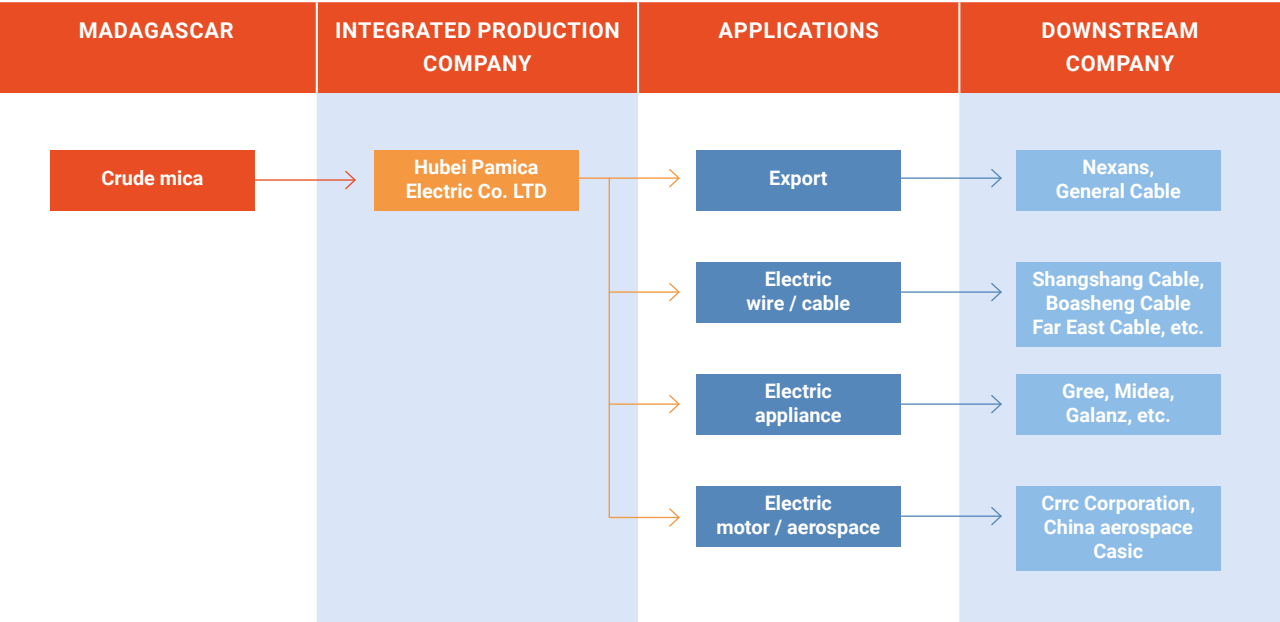 MADAGASCAR
INTEGRATED PRODUCTION
COMPANY
APPLICATIONS
DOWNSTREAM
COMPANY
Crude mica
Hubei Pamica
Electric Co. LTD
Export
Nexans,
General Cable
Electric
wire / cable
Shangshang Cable,
Boasheng Cable
Far East Cable, etc.
Electric
appliance
Gree, Midea,
Galanz, etc.
Electric
motor / aerospace
Crrc Corporation,
China aerospace
Casic